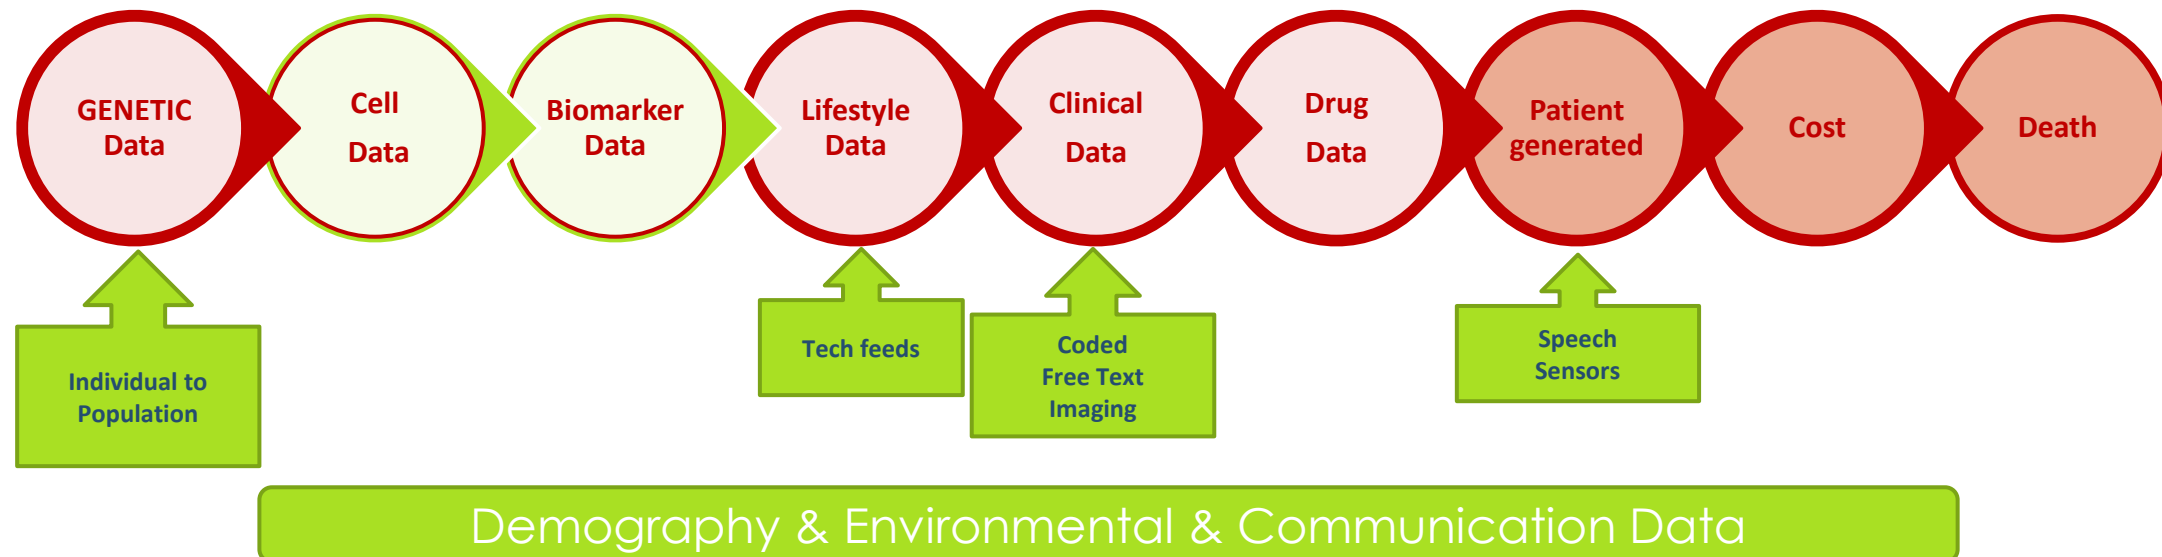 GENETIC
Data
Cell
Data
Biomarker
Data
Lifestyle
Data
Clinical
Data
Drug
Data
Patient
generated
Cost
Death
Individual to
Population
Tech feeds
Coded
Free Text
Imaging
Speech
Sensors
Demography & Environmental & Communication Data